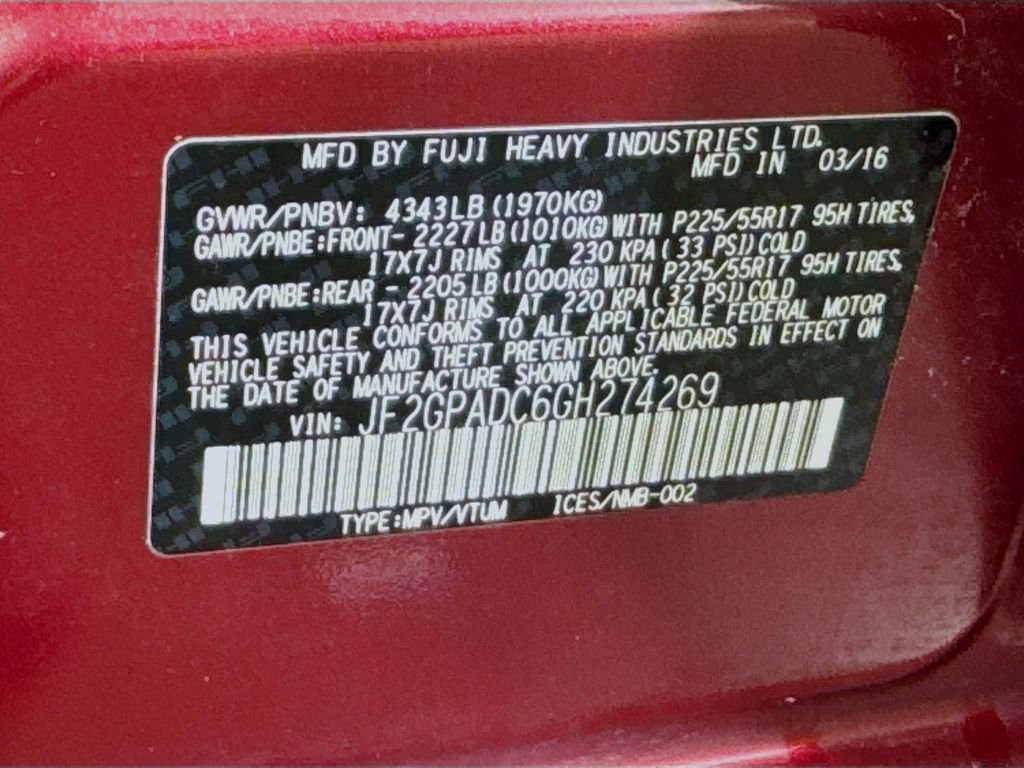 MFD BY FUJI HEAVY INDUSTRIES LTD.
MFD IN 03/16
GVWR/PNBV: 4343LB (1970KG)
GAWR/PNBE:FRONT- 2227LB (1010KG) WITH P225/55R17 95H TIRES,
17X7J RIMS AT 230 KPA ( 33 PSI) COLD
GAWR/PNBE:REAR - 2205LB (1000KG) WITH P225/55R17 95H TIRES,
17X7J RIMS AT 220 KPA ( 32 PSI) COLD
THIS VEHICLE CONFORMS TO ALL APPLICABLE FEDERAL MOTOR
VEHICLE SAFETY AND THEFT PREVENTION STANDARDS IN EFFECT ON
THE DATE OF MANUFACTURE SHOWN ABOVE.
VIN: JF2GPADC6GH274269
TYPE:MPV/VTUM ICES/NMB-002